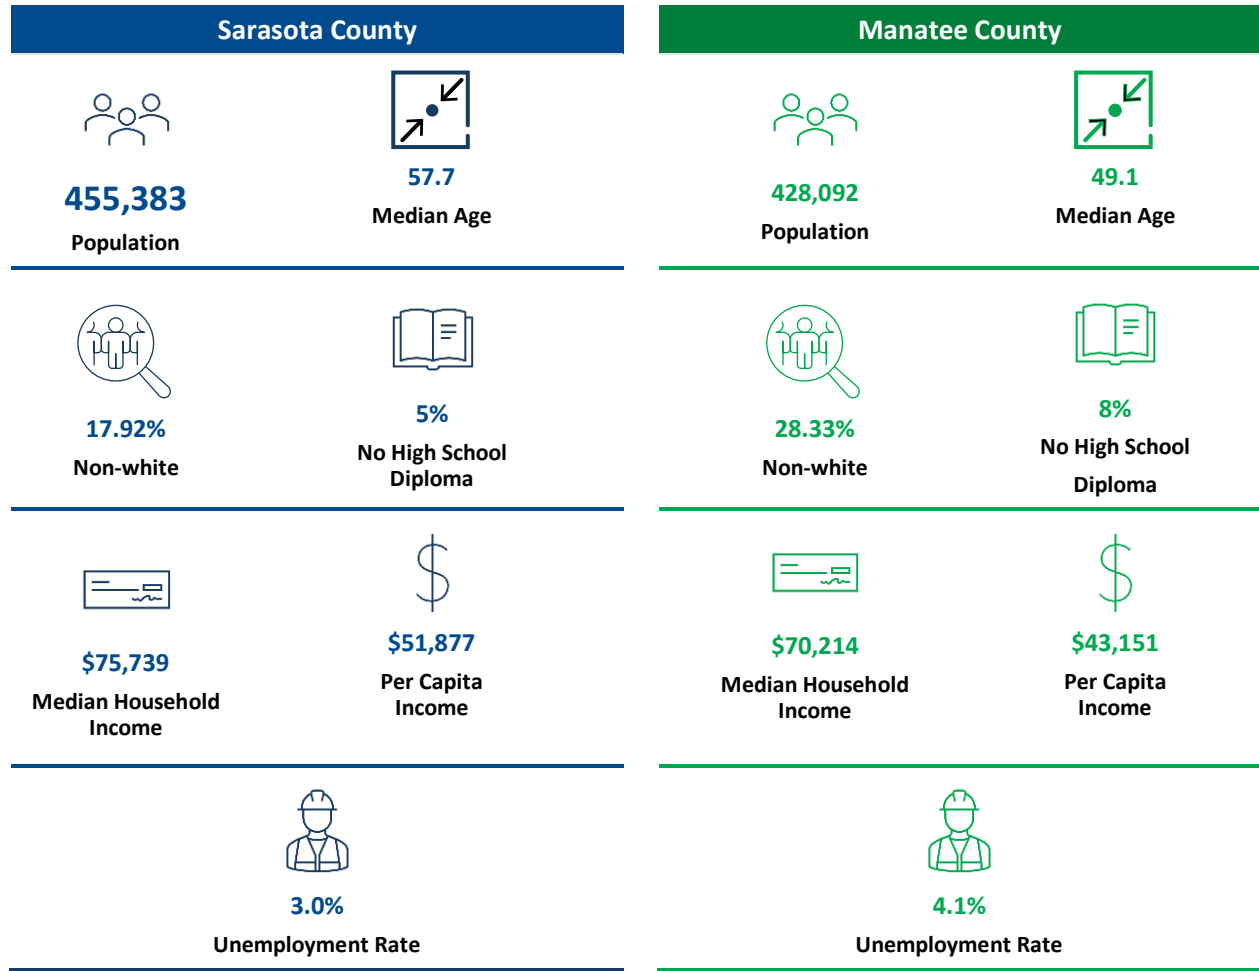 Sarasota County
455,383
Population
57.7
Median Age
17.92%
Non-white
5%
No High School
Diploma
$75,739
Median Household
Income
$51,877
Per Capita
Income
3.0%
Unemployment Rate
Manatee County
428,092
Population
49.1
Median Age
28.33%
Non-white
8%
No High School
Diploma
$70,214
Median Household
Income
$43,151
Per Capita
Income
4.1%
Unemployment Rate